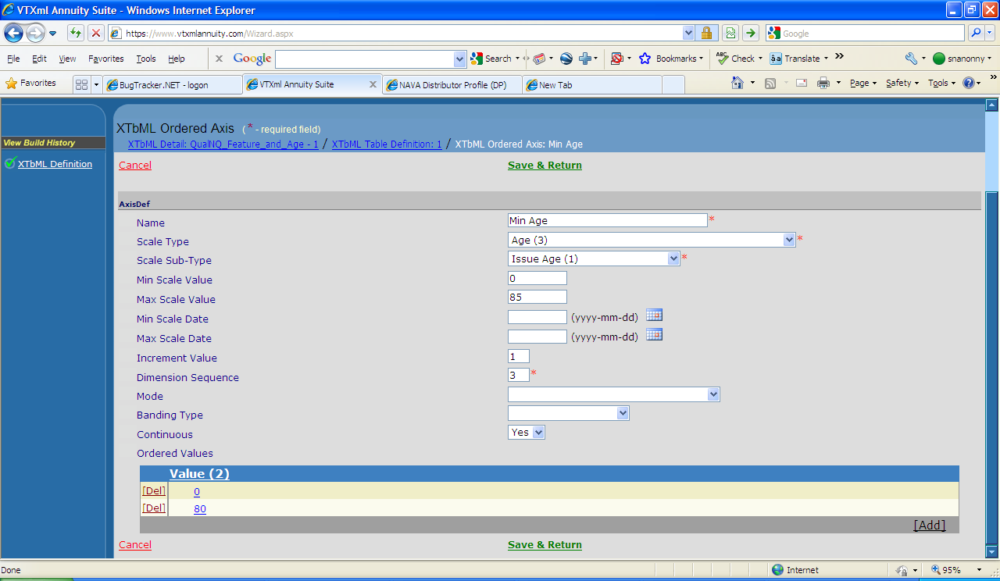 VTXml Annuity Suite - Windows Internet Explorer
https://www.vtxmlannuity.com/Wizard.aspx
Google
File Edit View Favorites Tools Help
x Google Search Bookmarks ABC Check aあ Translate » snanonny
Favorites BugTracker.NET - logon VTXml Annuity Suite X NAVA Distributor Profile (DP) New Tab Page Safety Tools »
XTbML Ordered Axis ( * - required field)
View Build History
XTbML Detail: QualNQ_Feature_and_Age - 1 / XTbML Table Definition: 1 / XTbML Ordered Axis: Min Age
XTbML Definition
Cancel Save & Return
AxisDef
Name Min Age *
Scale Type Age (3) *
Scale Sub-Type Issue Age (1) *
Min Scale Value 0
Max Scale Value 85
Min Scale Date (yyyy-mm-dd)
Max Scale Date (yyyy-mm-dd)
Increment Value 1
Dimension Sequence 3 *
Mode
Banding Type
Continuous Yes
Ordered Values
Value (2)
[Del] 0
[Del] 80
[Add]
Cancel Save & Return
Done Internet 95%